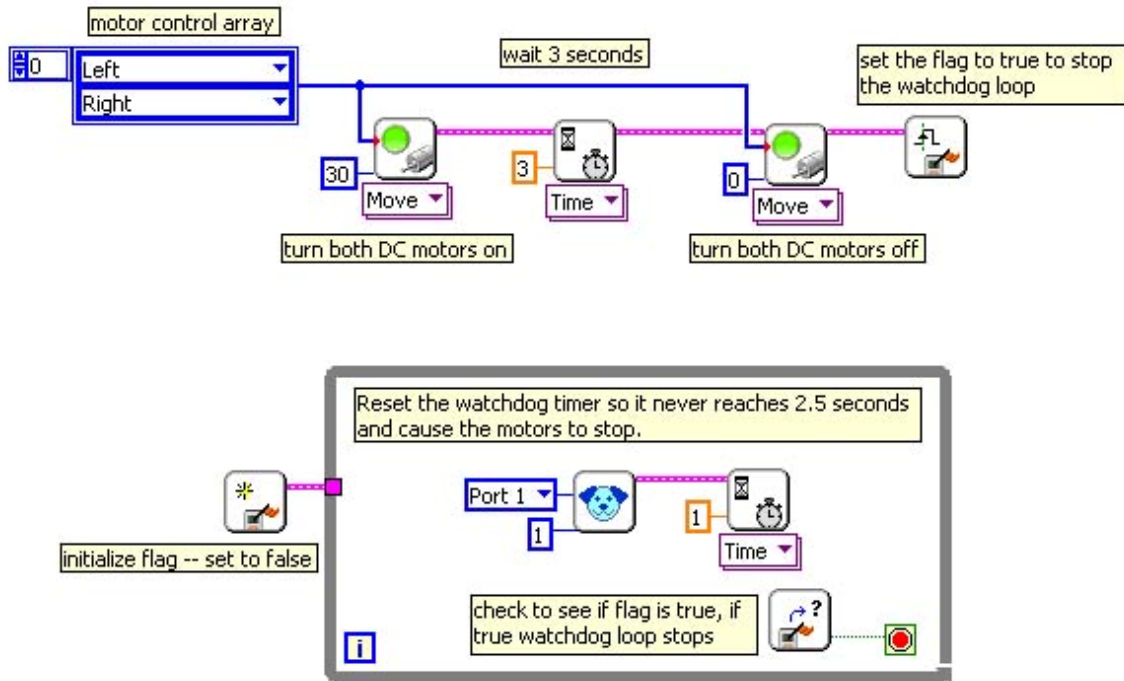 motor control array
0
Left
Right
wait 3 seconds
set the flag to true to stop
the watchdog loop
30
Move
3
Time
0
Move
turn both DC motors on
turn both DC motors off
Reset the watchdog timer so it never reaches 2.5 seconds
and cause the motors to stop.
Port 1
1
1
Time
initialize flag -- set to false
check to see if flag is true, if
true watchdog loop stops
?
i